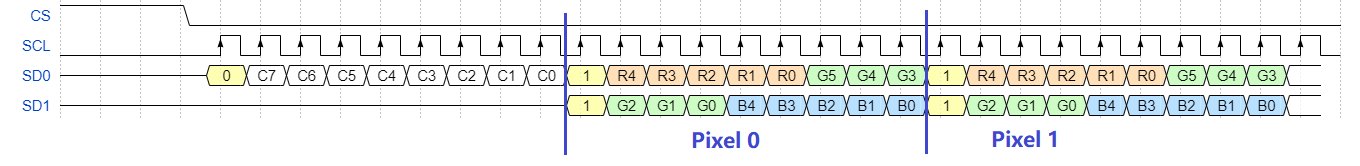 CS
SCL
SD0 0 C7 C6 C5 C4 C3 C2 C1 C0 1 R4 R3 R2 R1 R0 G5 G4 G3 1 R4 R3 R2 R1 R0 G5 G4 G3
SD1 1 G2 G1 G0 B4 B3 B2 B1 B0 1 G2 G1 G0 B4 B3 B2 B1 B0
Pixel 0 Pixel 1